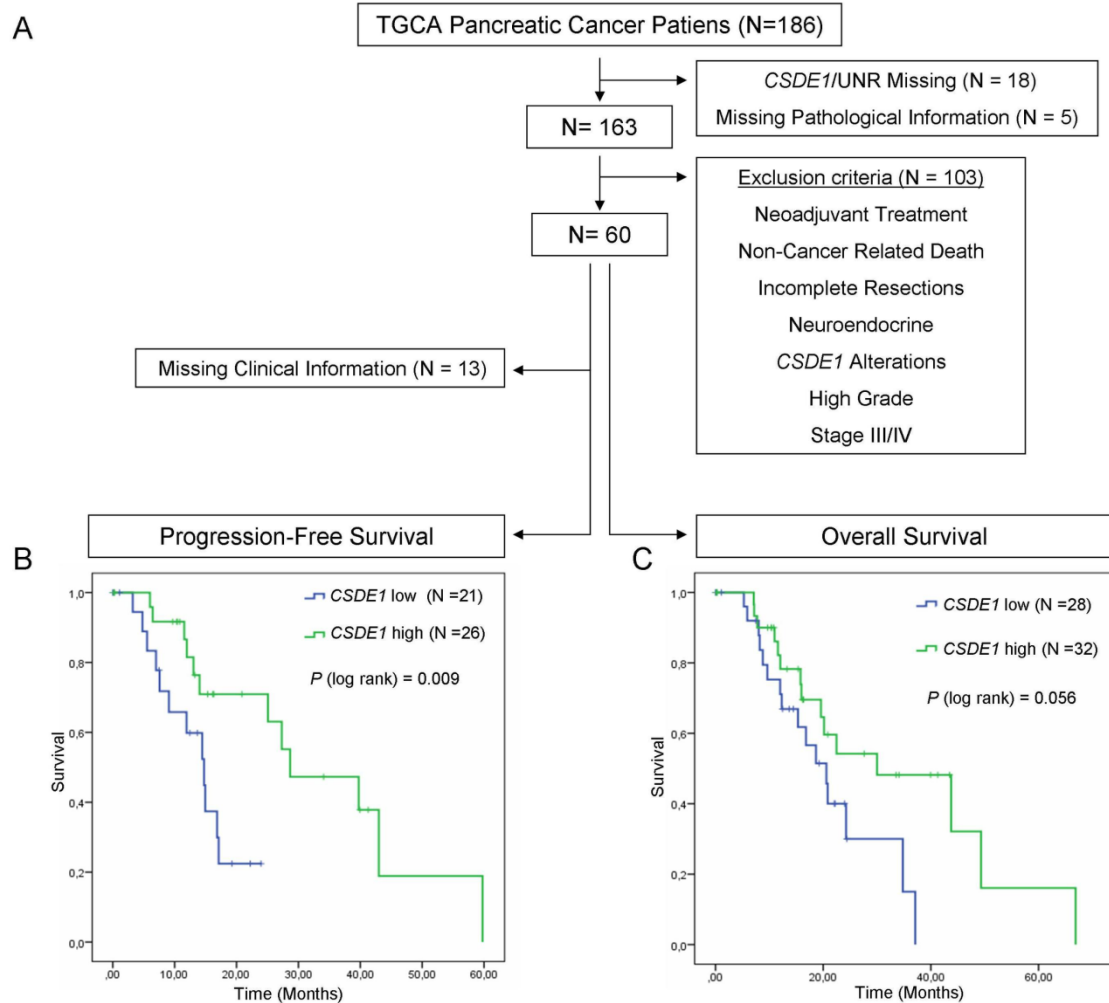 A
TGCA Pancreatic Cancer Patiens (N=186)
CSDE1/UNR Missing (N = 18)
Missing Pathological Information (N = 5)
N= 163
Exclusion criteria (N = 103)
Neoadjuvant Treatment
Non-Cancer Related Death
Incomplete Resections
Neuroendocrine
CSDE1 Alterations
High Grade
Stage III/IV
N= 60
Missing Clinical Information (N = 13)
Progression-Free Survival
Overall Survival
B
1,0
0,8
0,6
0,4
0,2
0,0
Survival
CSDE1 low (N =21)
CSDE1 high (N =26)
P (log rank) = 0.009
,00 10,00 20,00 30,00 40,00 50,00 60,00
Time (Months)
C
1,0
0,8
0,6
0,4
0,2
0,0
Survival
CSDE1 low (N =28)
CSDE1 high (N =32)
P (log rank) = 0.056
,00 20,00 40,00 60,00
Time (Months)